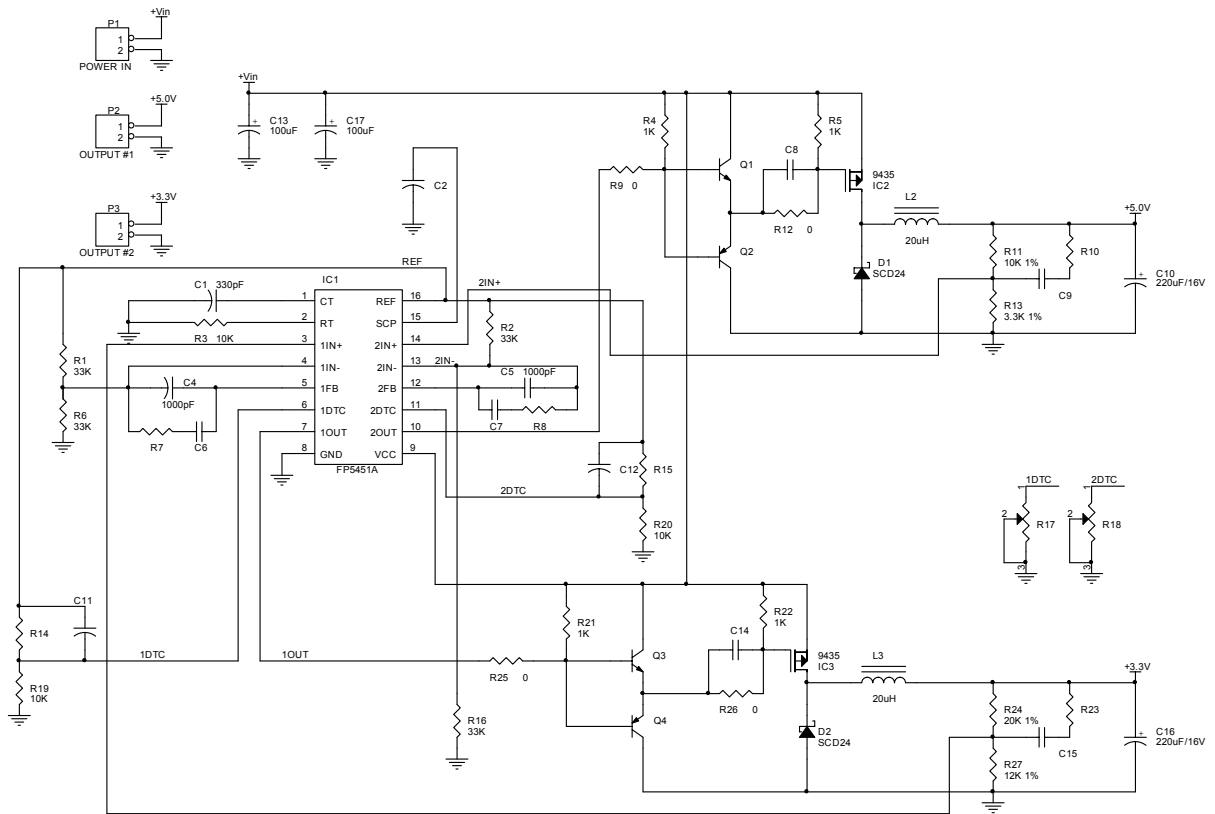 +Vin
P1
1
2
POWER IN
+5.0V
P2
1
2
OUTPUT #1
+3.3V
P3
1
2
OUTPUT #2
+Vin
C13
100uF
+
C17
100uF
+
C2
R4
1K
R5
1K
Q1
C8
R9 0
R12 0
9435
IC2
Q2
L2
20uH
+5.0V
D1
SCD24
R11
10K 1%
R10
C9
R13
3.3K 1%
C10
220uF/16V
+
REF
IC1
2IN+
C1 330pF
R3 10K
1 CT
2 RT
3 1IN+
4 1IN-
5 1FB
6 1DTC
7 1OUT
8 GND
REF 16
SCP 15
2IN+ 14
2IN- 13
2FB 12
2DTC 11
2OUT 10
VCC 9
FP5451A
R2
33K
2IN-
C5 1000pF
C7
R8
R1
33K
R6
33K
C4
1000pF
R7
C6
C12
R15
2DTC
R20
10K
1DTC
2DTC
1
2
3
R17
1
2
3
R18
C11
R14
1DTC
R19
10K
1OUT
R25 0
R16
33K
R21
1K
Q3
Q4
C14
R26 0
R22
1K
9435
IC3
D2
SCD24
L3
20uH
+3.3V
R24
20K 1%
R23
C15
R27
12K 1%
C16
220uF/16V
+